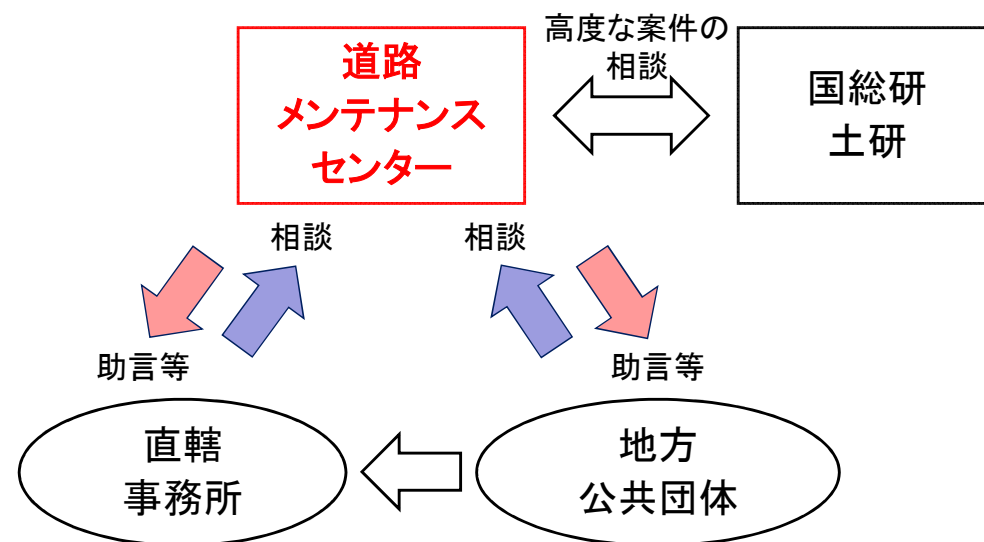 高度な案件の
相談
道路
メンテナンス
センター
国総研
土研
相談
相談
助言等
助言等
直轄
事務所
地方
公共団体